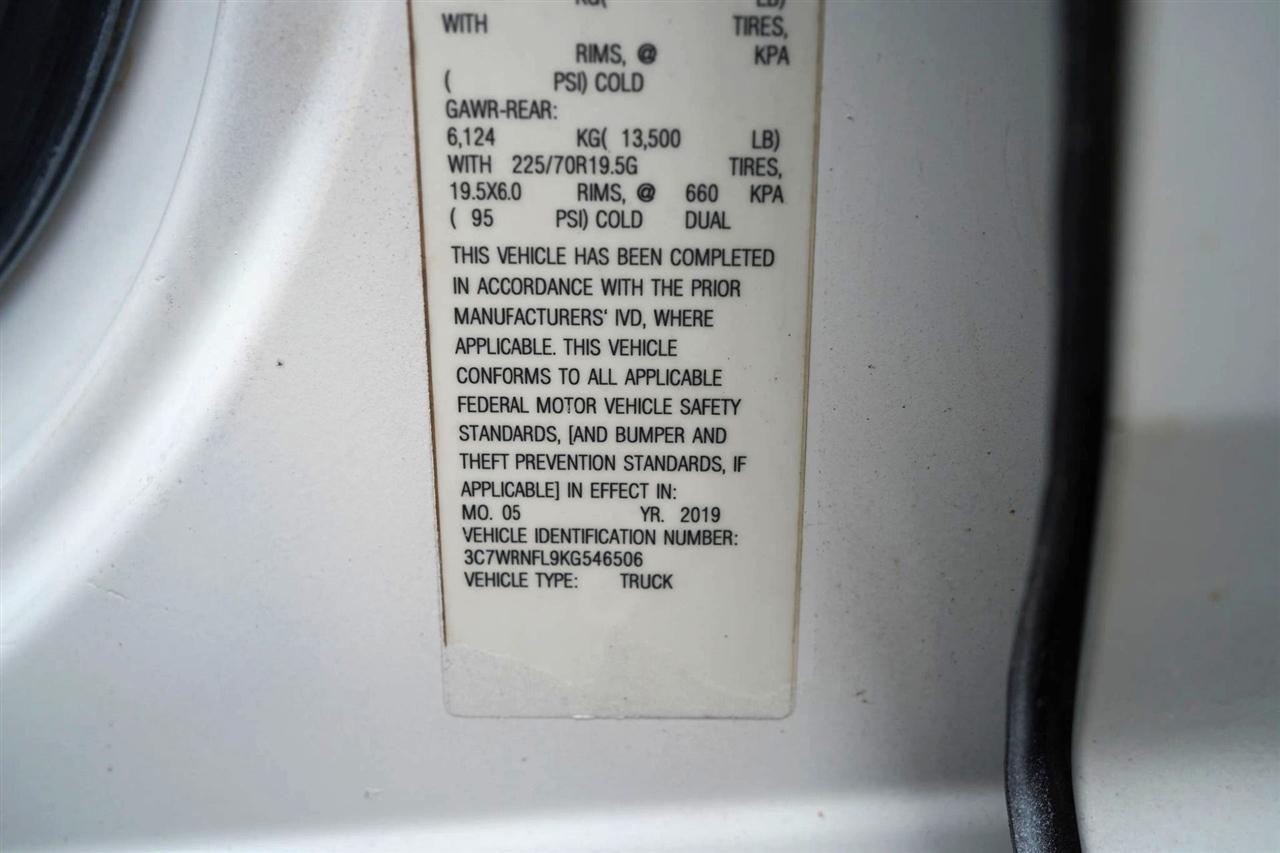 KG( LB)
WITH TIRES,
RIMS, @ KPA
( PSI) COLD
GAWR-REAR:
6,124 KG( 13,500 LB)
WITH 225/70R19.5G TIRES,
19.5X6.0 RIMS, @ 660 KPA
( 95 PSI) COLD DUAL
THIS VEHICLE HAS BEEN COMPLETED
IN ACCORDANCE WITH THE PRIOR
MANUFACTURERS' IVD, WHERE
APPLICABLE. THIS VEHICLE
CONFORMS TO ALL APPLICABLE
FEDERAL MOTOR VEHICLE SAFETY
STANDARDS, [AND BUMPER AND
THEFT PREVENTION STANDARDS, IF
APPLICABLE] IN EFFECT IN:
MO. 05 YR. 2019
VEHICLE IDENTIFICATION NUMBER:
3C7WRNFL9KG546506
VEHICLE TYPE: TRUCK